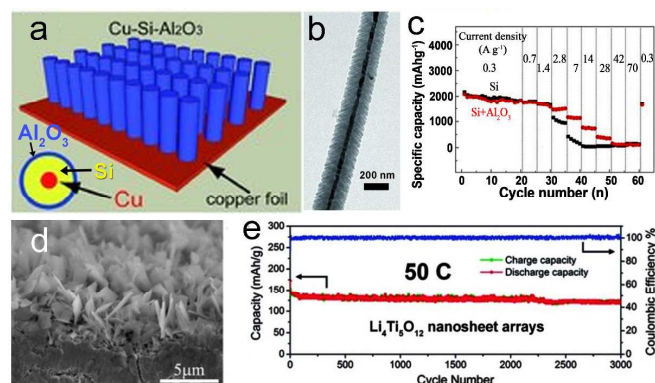 a
Cu-Si-Al₂O₃
Al₂O₃
Si
Cu
copper foil
b
200 nm
c
Specific capacity (mAhg⁻¹)
4000
3000
2000
1000
0
Current density
(A g⁻¹)
0.3
0.7
1.4
2.8
7
14
28
42
70
0.3
Si
Si+Al₂O₃
0 10 20 30 40 50 60
Cycle number (n)
d
5μm
e
Capacity (mAh/g)
300
250
200
150
100
50
0
50 C
Charge capacity
Discharge capacity
Li₄Ti₅O₁₂ nanosheet arrays
100
80
60
40
20
0
Coulombic Efficiency %
0 500 1000 1500 2000 2500 3000
Cycle Number